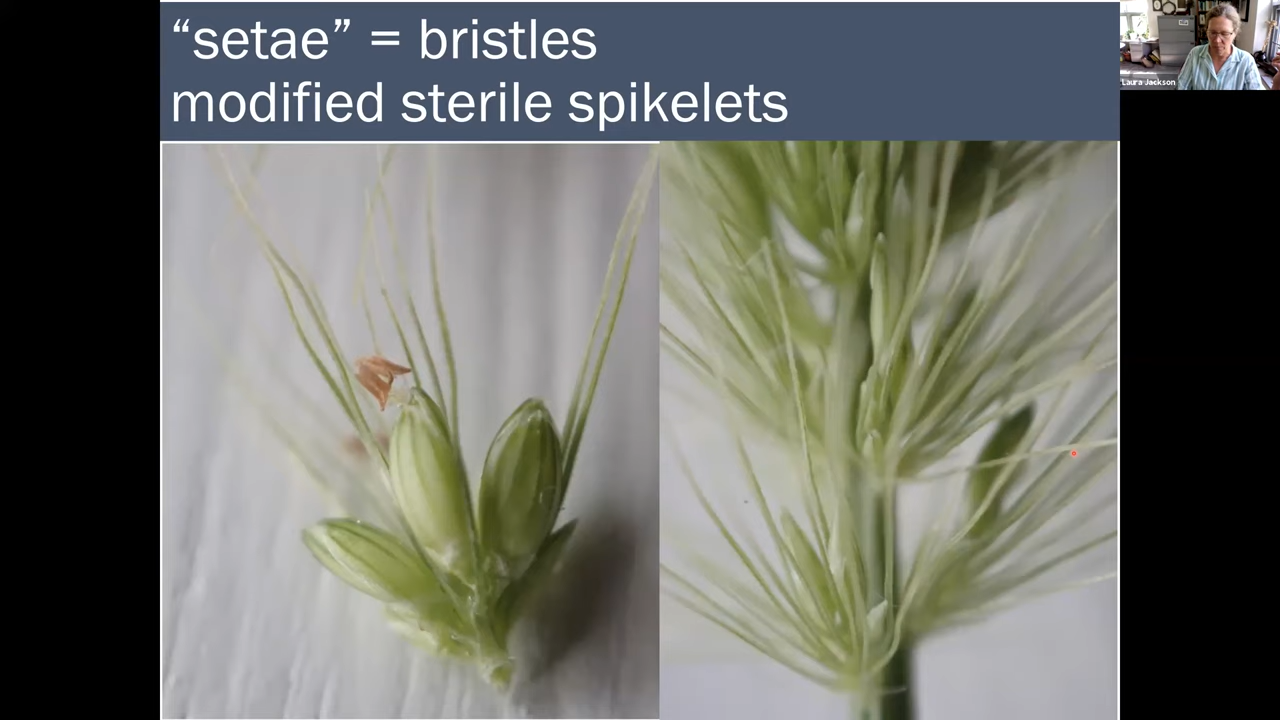 “setae” = bristles
modified sterile spikelets
Laura Jackson